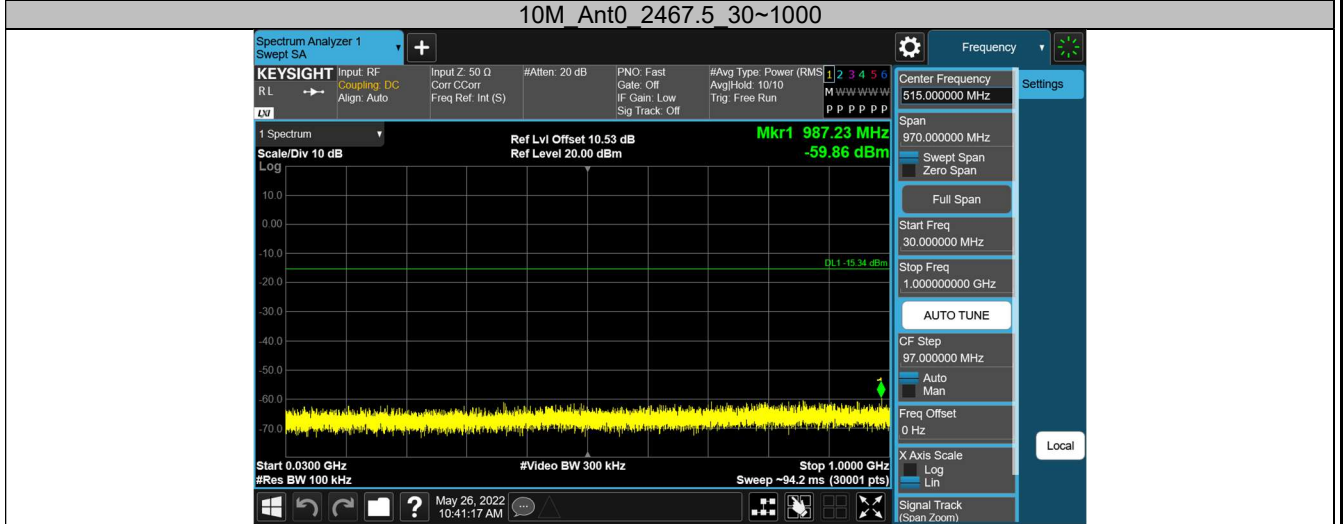 10M_Ant0_2467.5_30~1000
Spectrum Analyzer 1
Swept SA
Frequency
KEYSIGHT
RL
LXI
Input: RF
Coupling: DC
Align: Auto
Input Z: 50 Ω
Corr CCorr
Freq Ref: Int (S)
#Atten: 20 dB
PNO: Fast
Gate: Off
IF Gain: Low
Sig Track: Off
#Avg Type: Power (RMS
Avg|Hold: 10/10
Trig: Free Run
1 2 3 4 5 6
M W W W W W
P P P P P P
1 Spectrum
Scale/Div 10 dB
Log
Ref Lvl Offset 10.53 dB
Ref Level 20.00 dBm
Mkr1 987.23 MHz
-59.86 dBm
10.0
0.00
-10.0
DL1 -15.34 dBm
-20.0
-30.0
-40.0
-50.0
1
-60.0
-70.0
Start 0.0300 GHz
#Res BW 100 kHz
#Video BW 300 kHz
Stop 1.0000 GHz
Sweep ~94.2 ms (30001 pts)
May 26, 2022
10:41:17 AM
Center Frequency
515.000000 MHz
Settings
Span
970.000000 MHz
Swept Span
Zero Span
Full Span
Start Freq
30.000000 MHz
Stop Freq
1.000000000 GHz
AUTO TUNE
CF Step
97.000000 MHz
Auto
Man
Freq Offset
0 Hz
Local
X Axis Scale
Log
Lin
Signal Track
(Span Zoom)